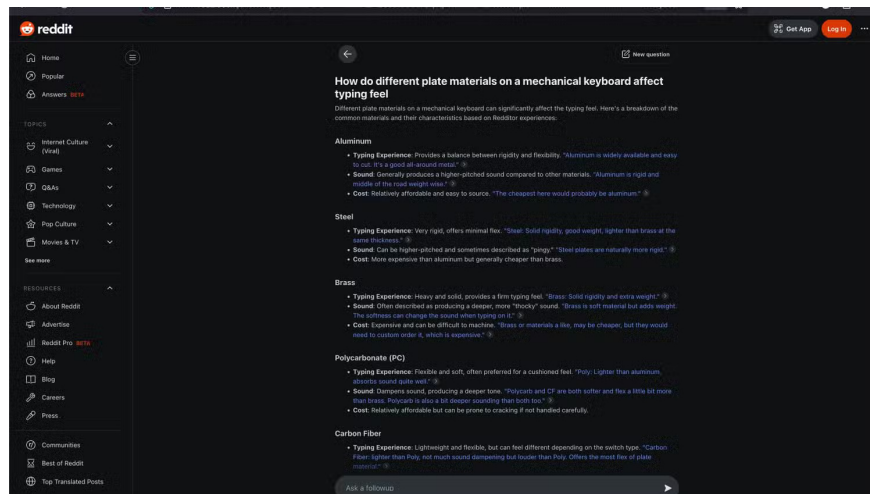 reddit
Get App
Log In
Home
Popular
Answers BETA
TOPICS
Internet Culture
(Viral)
Games
Q&As
Technology
Pop Culture
Movies & TV
See more
RESOURCES
About Reddit
Advertise
Reddit Pro BETA
Help
Blog
Careers
Press
Communities
Best of Reddit
Top Translated Posts
New question
How do different plate materials on a mechanical keyboard affect
typing feel
Different plate materials on a mechanical keyboard can significantly affect the typing feel. Here's a breakdown of the
common materials and their characteristics based on Redditor experiences:
Aluminum
• Typing Experience: Provides a balance between rigidity and flexibility. "Aluminum is widely available and easy
to cut. It's a good all-around metal."
• Sound: Generally produces a higher-pitched sound compared to other materials. "Aluminum is rigid and
middle of the road weight wise."
• Cost: Relatively affordable and easy to source. "The cheapest here would probably be aluminum."
Steel
• Typing Experience: Very rigid, offers minimal flex. "Steel: Solid rigidity, good weight, lighter than brass at the
same thickness."
• Sound: Can be higher-pitched and sometimes described as "pingy." "Steel plates are naturally more rigid."
• Cost: More expensive than aluminum but generally cheaper than brass.
Brass
• Typing Experience: Heavy and solid, provides a firm typing feel. "Brass: Solid rigidity and extra weight."
• Sound: Often described as producing a deeper, more "thocky" sound. "Brass is soft material but adds weight.
The softness can change the sound when typing on it."
• Cost: Expensive and can be difficult to machine. "Brass or materials a like, may be cheaper, but they would
need to custom order it, which is expensive."
Polycarbonate (PC)
• Typing Experience: Flexible and soft, often preferred for a cushioned feel. "Poly: Lighter than aluminum,
absorbs sound quite well."
• Sound: Dampens sound, producing a deeper tone. "Polycarb and CF are both softer and flex a little bit more
than brass. Polycarb is also a bit deeper sounding than both too."
• Cost: Relatively affordable but can be prone to cracking if not handled carefully.
Carbon Fiber
• Typing Experience: Lightweight and flexible, but can feel different depending on the switch type. "Carbon
Fiber: lighter than Poly, not much sound dampening but louder than Poly. Offers the most flex of plate
material."
Ask a followup